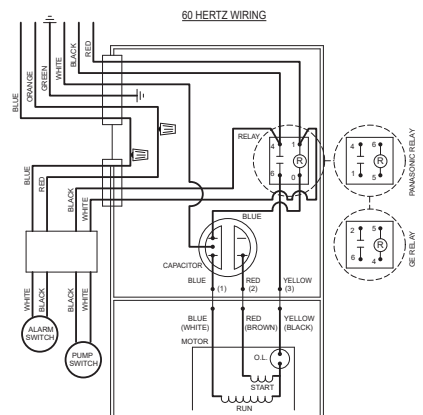 60 HERTZ WIRING
BLUE
ORANGE
GREEN
WHITE
BLACK
RED
RELAY
4 1
R
6 0
4 6
R
1 5
PANASONIC RELAY
2 5
R
6 4
GE RELAY
BLUE
RED
BLACK
WHITE
BLUE
CAPACITOR
BLUE RED YELLOW
(1) (2) (3)
WHITE
BLACK
BLACK
WHITE
BLUE RED YELLOW
(WHITE) (BROWN) (BLACK)
ALARM
SWITCH
PUMP
SWITCH
MOTOR
O.L.
START
RUN